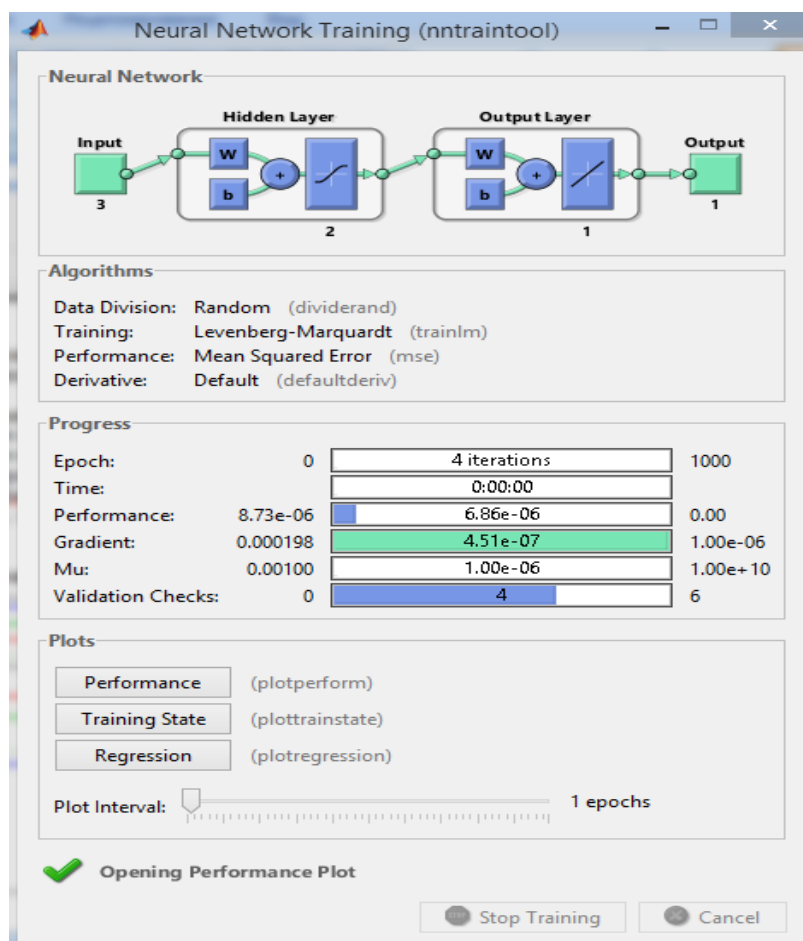 Neural Network Training (nntraintool)
Neural Network
Hidden Layer
Output Layer
Input
Output
W
W
b
b
+
+
3
2
1
1
Algorithms
Data Division: Random (dividerand)
Training: Levenberg-Marquardt (trainlm)
Performance: Mean Squared Error (mse)
Derivative: Default (defaultderiv)
Progress
Epoch: 0 4 iterations 1000
Time: 0:00:00
Performance: 8.73e-06 6.86e-06 0.00
Gradient: 0.000198 4.51e-07 1.00e-06
Mu: 0.00100 1.00e-06 1.00e+10
Validation Checks: 0 4 6
Plots
Performance (plotperform)
Training State (plottrainstate)
Regression (plotregression)
Plot Interval: 1 epochs
Opening Performance Plot
Stop Training Cancel